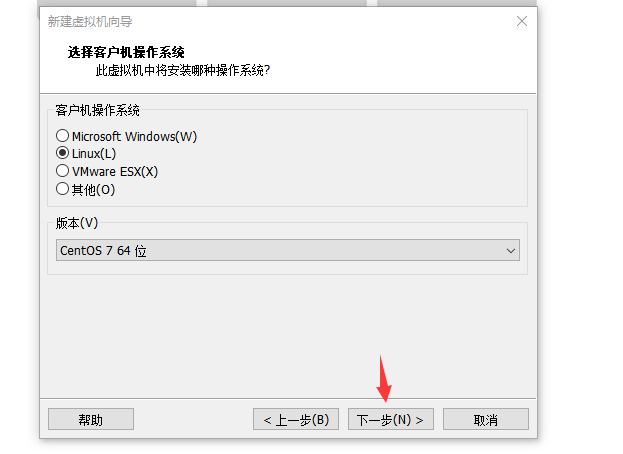 新建虚拟机向导
选择客户机操作系统
此虚拟机中将安装哪种操作系统?
客户机操作系统
Microsoft Windows(W)
Linux(L)
VMware ESX(X)
其他(O)
版本(V)
CentOS 7 64 位
帮助
< 上一步(B)
下一步(N) >
取消